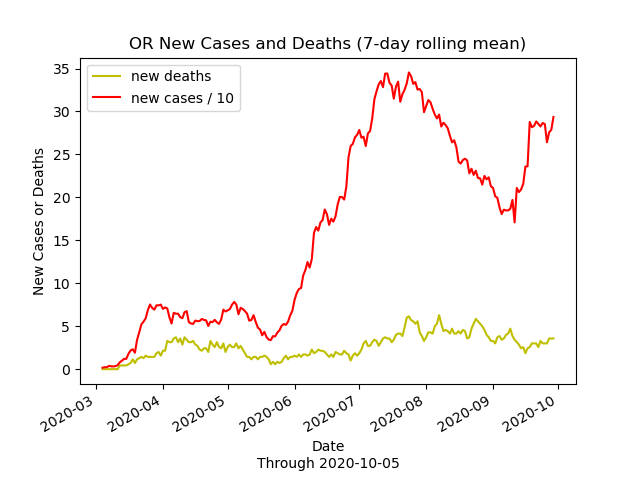 OR New Cases and Deaths (7-day rolling mean)
new deaths
new cases / 10
New Cases or Deaths
35
30
25
20
15
10
5
0
2020-03
2020-04
2020-05
2020-06
2020-07
2020-08
2020-09
2020-10
Date
Through 2020-10-05